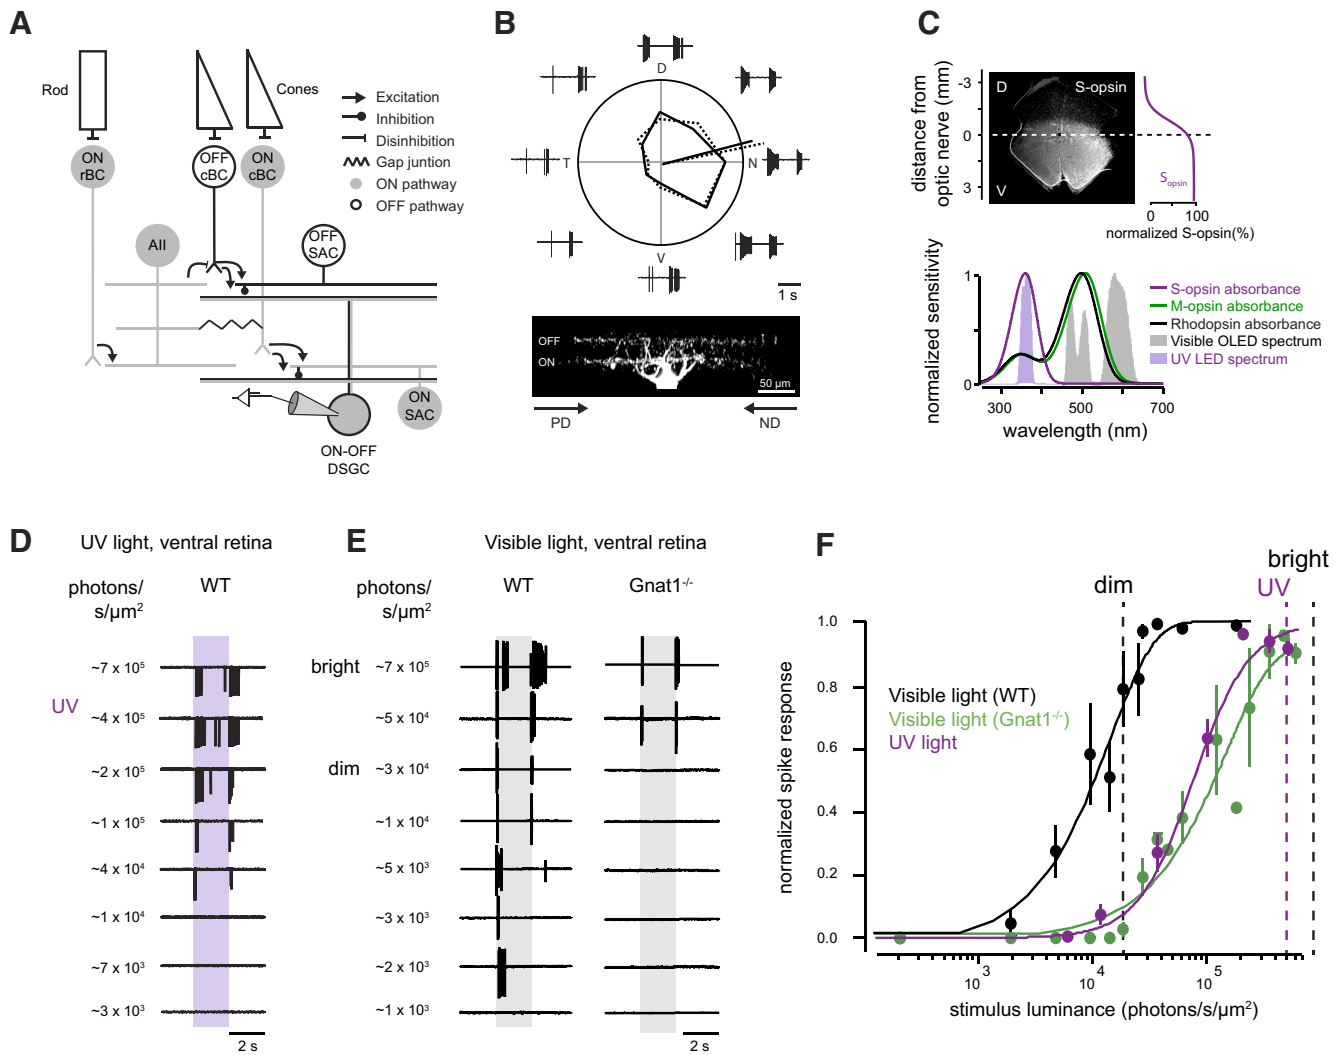 A
Rod
Cones
ON
rBC
OFF
cBC
ON
cBC
AII
OFF
SAC
ON
SAC
ON-OFF
DSGC
Excitation
Inhibition
Disinhibition
Gap juntion
ON pathway
OFF pathway
B
D
T
N
V
1 s
OFF
ON
50 µm
PD
ND
C
distance from
optic nerve (mm)
-3
0
3
D
S-opsin
V
Sopsin
0
100
normalized S-opsin(%)
normalized sensitivity
1
0
300
500
700
wavelength (nm)
S-opsin absorbance
M-opsin absorbance
Rhodopsin absorbance
Visible OLED spectrum
UV LED spectrum
D
UV light, ventral retina
photons/
s/µm²
WT
UV
~7 x 10⁵
~4 x 10⁵
~2 x 10⁵
~1 x 10⁵
~4 x 10⁴
~1 x 10⁴
~7 x 10³
~3 x 10³
2 s
E
Visible light, ventral retina
photons/
s/µm²
WT
Gnat1⁻/⁻
bright
dim
~7 x 10⁵
~5 x 10⁴
~3 x 10⁴
~1 x 10⁴
~5 x 10³
~3 x 10³
~2 x 10³
~1 x 10³
2 s
F
bright
UV
dim
normalized spike response
1.0
0.8
0.6
0.4
0.2
0.0
Visible light (WT)
Visible light (Gnat1⁻/⁻)
UV light
10³
10⁴
10⁵
stimulus luminance (photons/s/µm²)